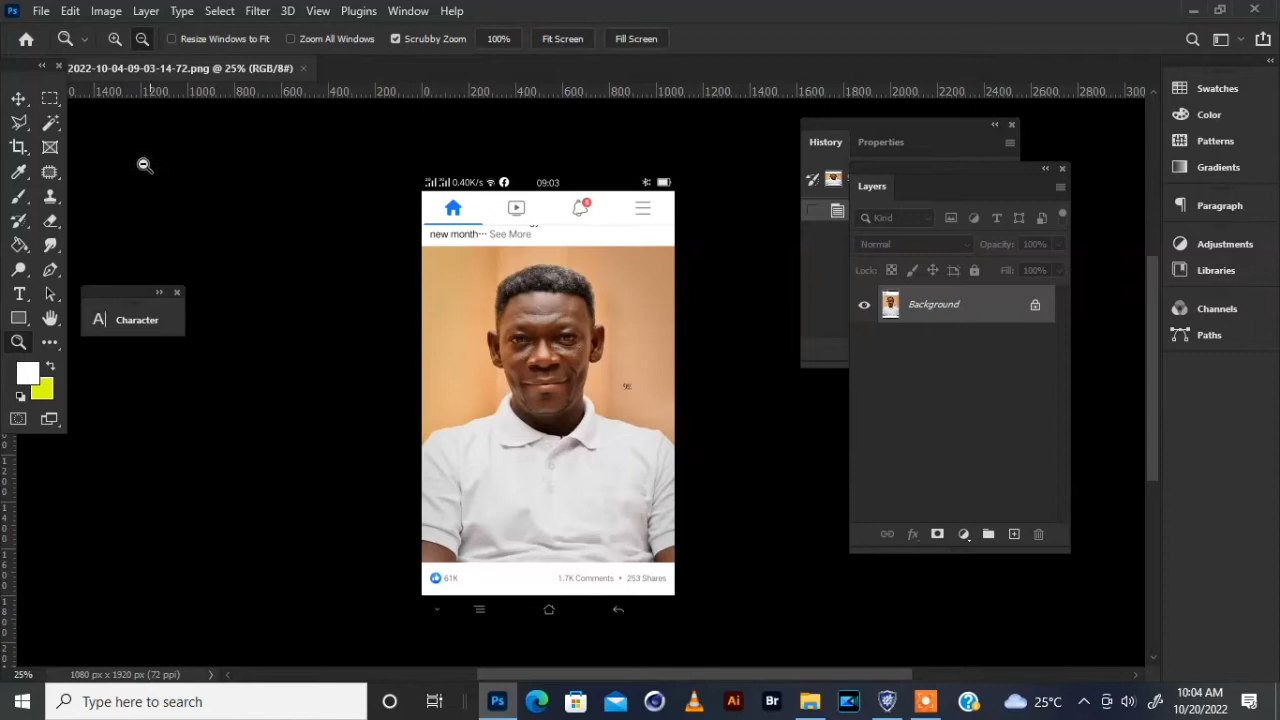 Ps File Edit Image Layer Type Select Filter 3D View Plugins Window Help
Resize Windows to Fit Zoom All Windows Scrubby Zoom 100% Fit Screen Fill Screen
2022-10-04-09-03-14-72.png @ 25% (RGB/8#)
1400 1200 1000 800 600 400 200 0 200 400 600 800 1000 1200 1400 1600 1800 2000 2200 2400 2600 2800 300
0.40K/s 09:03
new month··· See More
61K 1.7K Comments • 253 Shares
A Character
History Properties
Layers
Kind
Normal Opacity: 100%
Lock: Fill: 100%
Background
Swatches
Color
Patterns
Gradients
Paragraph
Adjustments
Libraries
Channels
Paths
25% 1080 px x 1920 px (72 ppi)
Type here to search
Ps Ai Br
25°C
10:04 AM
10/20/2022